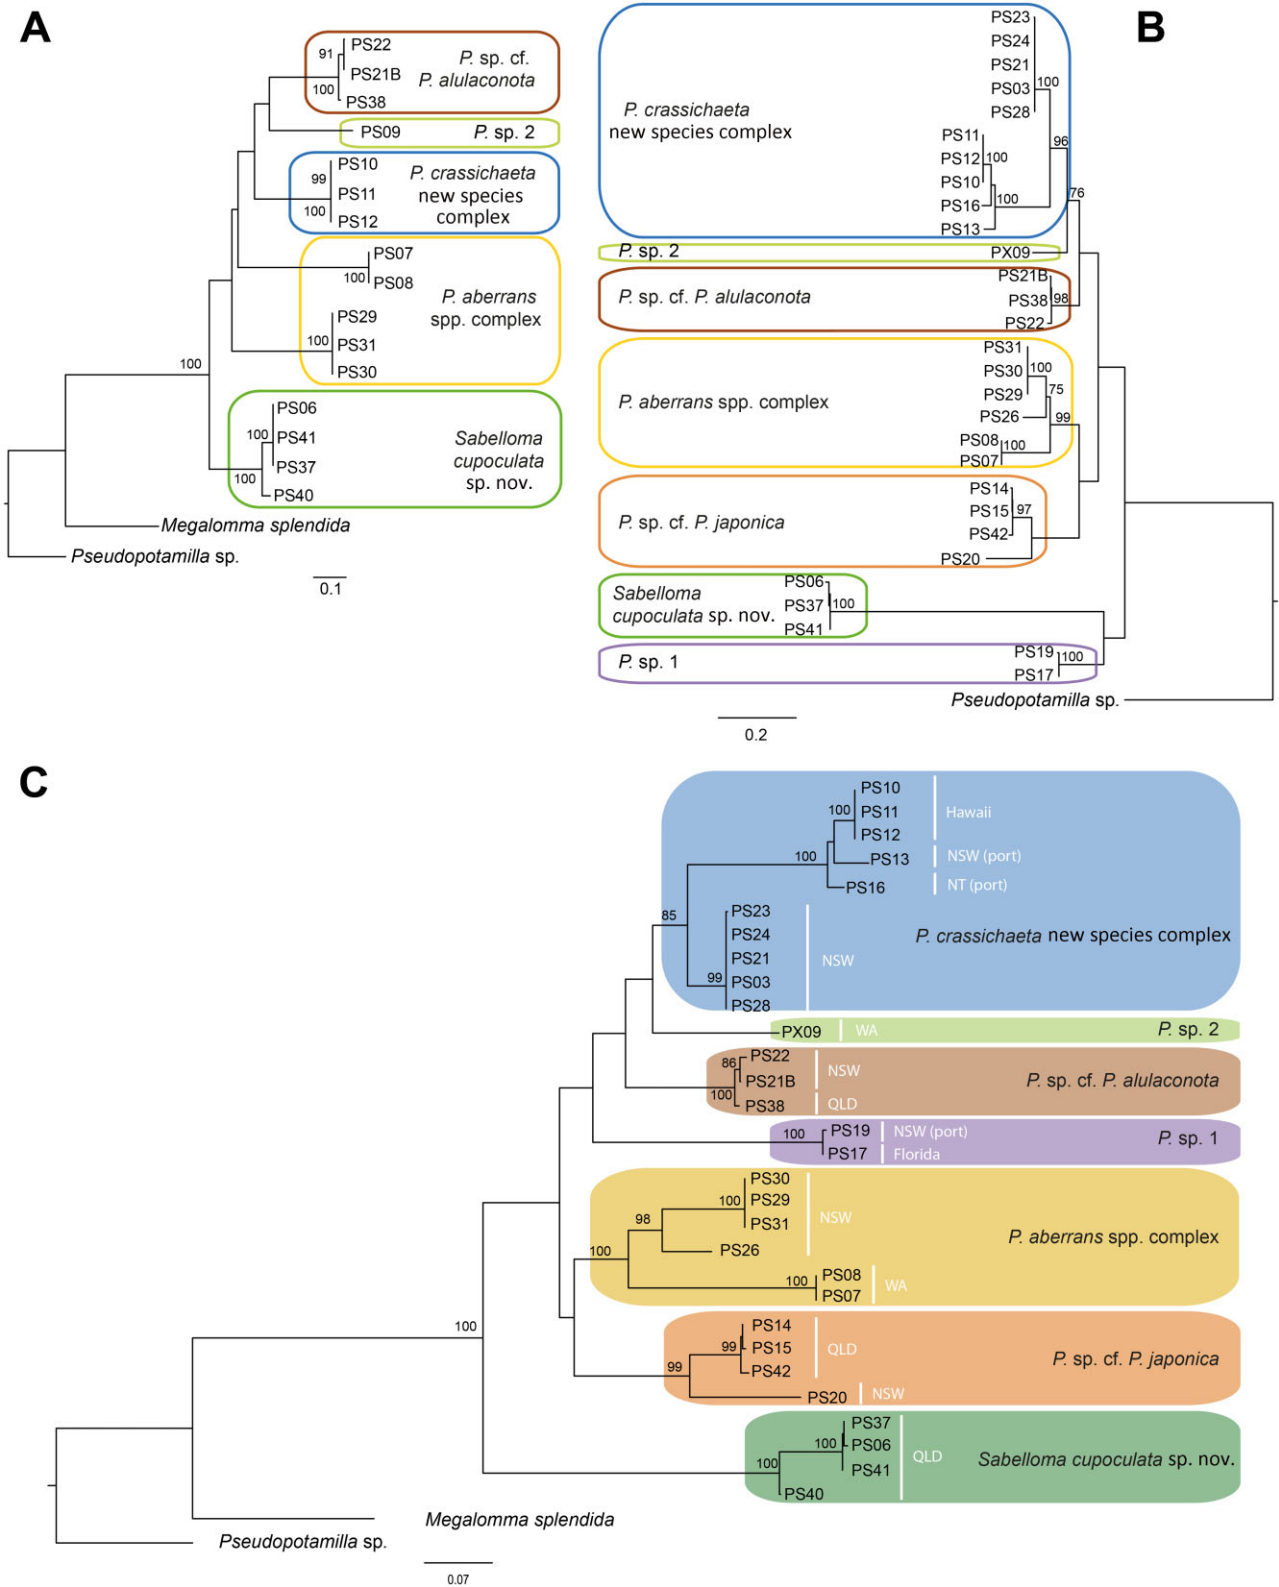 A
91
PS22
PS21B
100
PS38
P. sp. cf.
P. alulaconota
PS09
P. sp. 2
PS10
99
PS11
100
PS12
P. crassichaeta
new species
complex
PS07
100
PS08
PS29
100
PS31
PS30
P. aberrans
spp. complex
PS06
100
PS41
PS37
100
PS40
Sabelloma
cupoculata
sp. nov.
100
Megalomma splendida
Pseudopotamilla sp.
0.1
B
P. crassichaeta
new species complex
PS23
PS24
PS21
100
PS03
PS28
PS11
PS12
100
PS10
PS16
100
PS13
96
76
P. sp. 2
PX09
P. sp. cf. P. alulaconota
PS21B
PS38
98
PS22
P. aberrans spp. complex
PS31
PS30
100
PS29
75
PS26
99
PS08
100
PS07
P. sp. cf. P. japonica
PS14
PS15
97
PS42
PS20
Sabelloma
cupoculata sp. nov.
PS06
PS37
100
PS41
P. sp. 1
PS19
100
PS17
Pseudopotamilla sp.
0.2
C
PS10
100
PS11
Hawaii
PS12
100
PS13
NSW (port)
PS16
NT (port)
85
PS23
PS24
P. crassichaeta new species complex
PS21
NSW
99
PS03
PS28
PX09
WA
P. sp. 2
PS22
86
NSW
PS21B
P. sp. cf. P. alulaconota
100
PS38
QLD
PS19
NSW (port)
100
P. sp. 1
PS17
Florida
PS30
100
PS29
98
NSW
PS31
P. aberrans spp. complex
100
PS26
100
PS08
WA
PS07
PS14
99
PS15
QLD
P. sp. cf. P. japonica
99
PS42
PS20
NSW
PS37
100
PS06
QLD
Sabelloma cupoculata sp. nov.
100
PS41
PS40
100
Megalomma splendida
Pseudopotamilla sp.
0.07